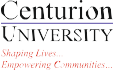 Centurion
UNIVERSITY
Shaping Lives...
Empowering Communities...